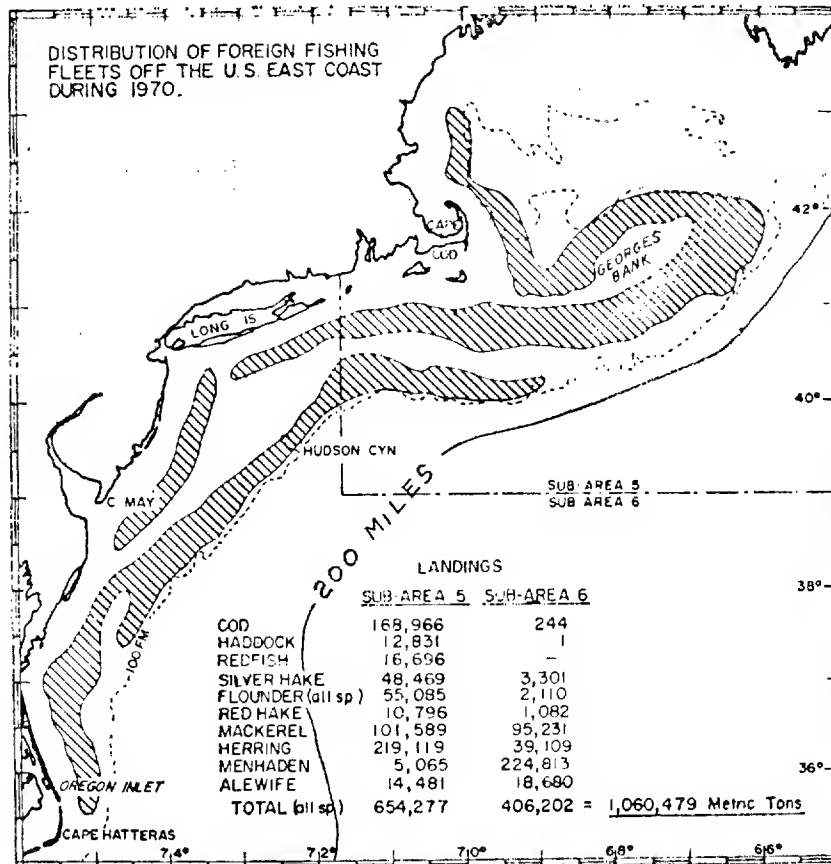 DISTRIBUTION OF FOREIGN FISHING
FLEETS OFF THE U.S. EAST COAST
DURING 1970.
CAPE
COD
42°
GEORGES
BANK
LONG IS
40°
HUDSON CYN
C MAY
SUB-AREA 5
SUB AREA 6
200 MILES
38°
100 FM
LANDINGS
SUB-AREA 5 SUB-AREA 6
COD 168,966 244
HADDOCK 12,831 1
REDFISH 16,696 –
SILVER HAKE 48,469 3,301
FLOUNDER (all sp) 55,085 2,110
RED HAKE 10,796 1,082
MACKEREL 101,589 95,231
HERRING 219,119 39,109
MENHADEN 5,065 224,813
ALEWIFE 14,481 18,680
TOTAL (all sp) 654,277 406,202 = 1,060,479 Metric Tons
36°
OREGON INLET
CAPE HATTERAS
74° 72° 70° 68° 66°